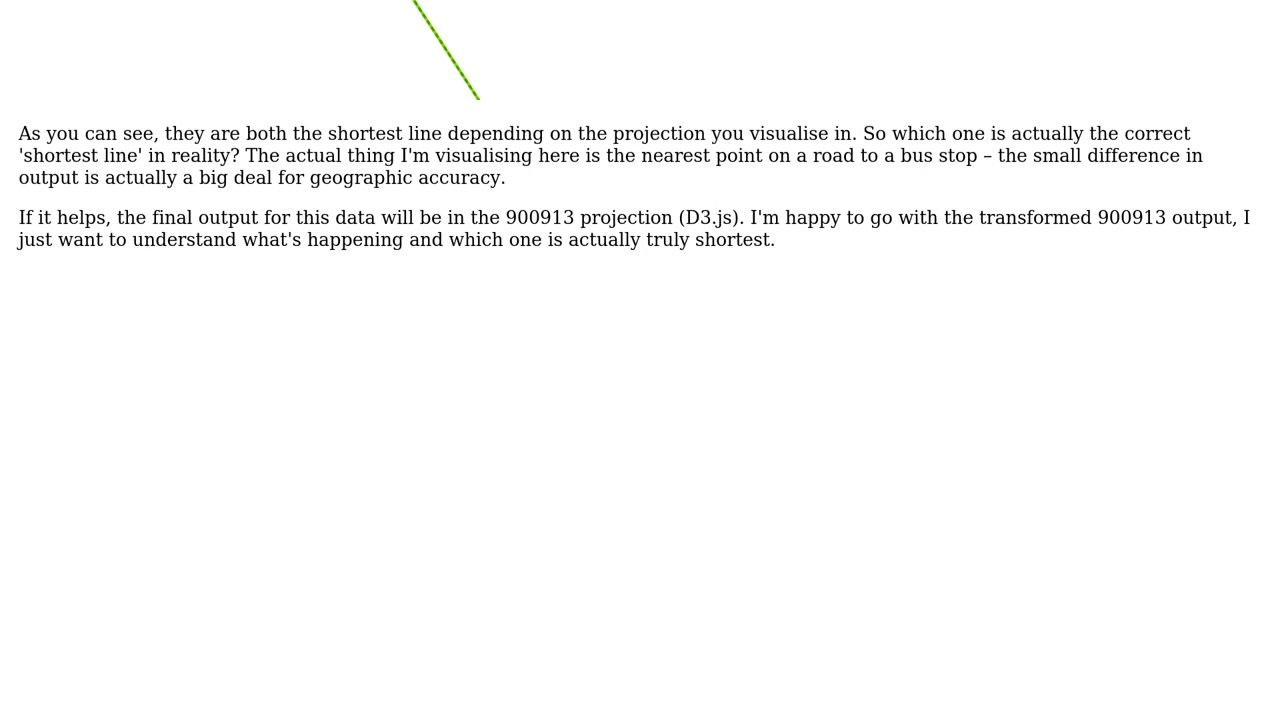 As you can see, they are both the shortest line depending on the projection you visualise in. So which one is actually the correct
'shortest line' in reality? The actual thing I'm visualising here is the nearest point on a road to a bus stop – the small difference in
output is actually a big deal for geographic accuracy.
If it helps, the final output for this data will be in the 900913 projection (D3.js). I'm happy to go with the transformed 900913 output, I
just want to understand what's happening and which one is actually truly shortest.